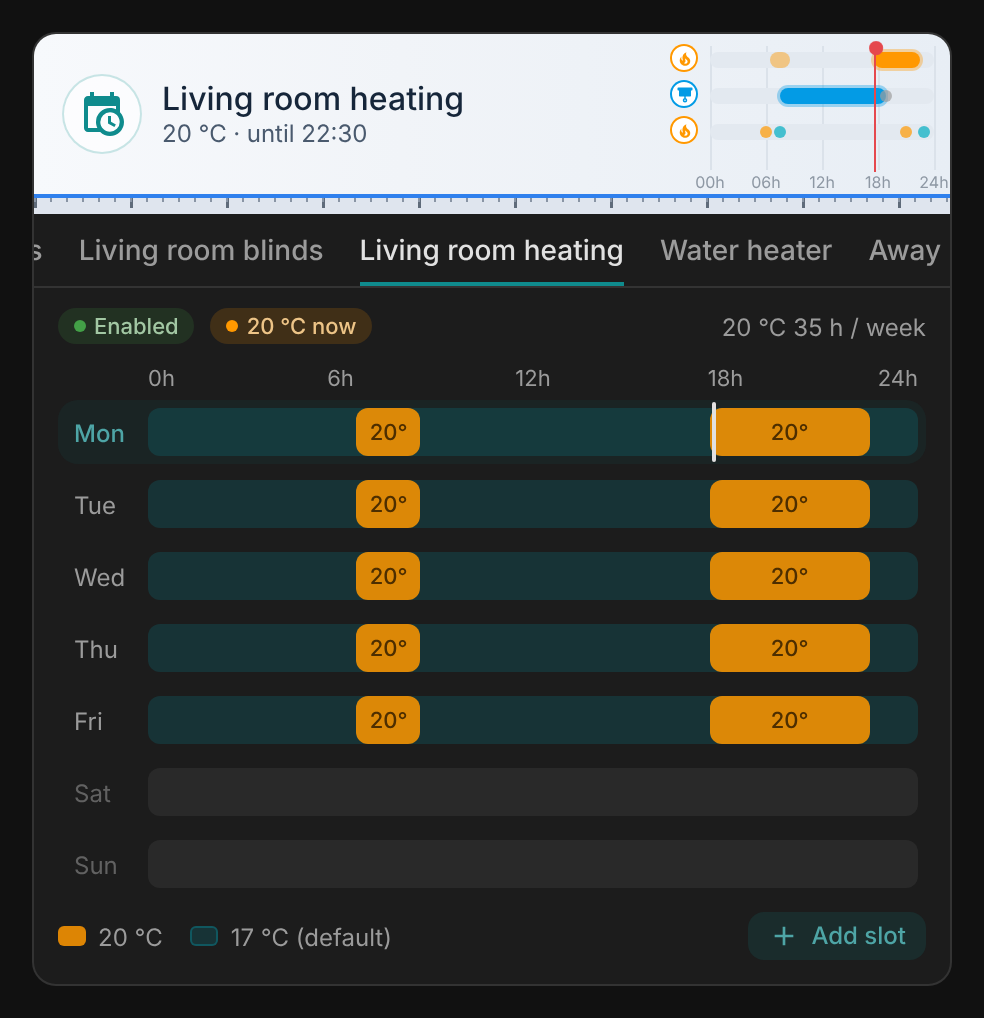 Living room heating
20 °C · until 22:30
00h 06h 12h 18h 24h
s Living room blinds Living room heating Water heater Away
Enabled 20 °C now 20 °C 35 h / week
0h 6h 12h 18h 24h
Mon 20° 20°
Tue 20° 20°
Wed 20° 20°
Thu 20° 20°
Fri 20° 20°
Sat
Sun
20 °C 17 °C (default) + Add slot